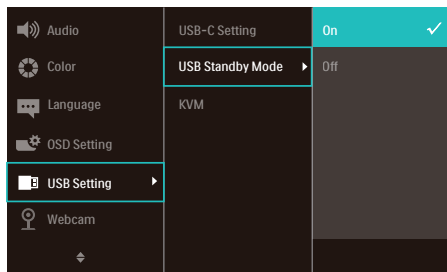 Audio
Color
Language
OSD Setting
USB Setting
Webcam
USB-C Setting
USB Standby Mode
KVM
On
Off